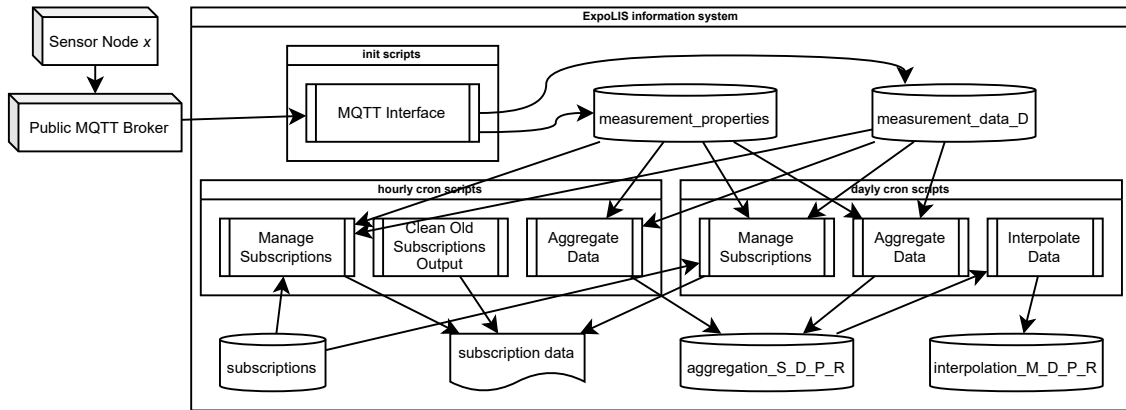 ExpoLIS information system
Sensor Node x
Public MQTT Broker
init scripts
MQTT Interface
measurement_properties
measurement_data_D
hourly cron scripts
Manage
Subscriptions
Clean Old
Subscriptions
Output
Aggregate
Data
dayly cron scripts
Manage
Subscriptions
Aggregate
Data
Interpolate
Data
subscriptions
subscription data
aggregation_S_D_P_R
interpolation_M_D_P_R